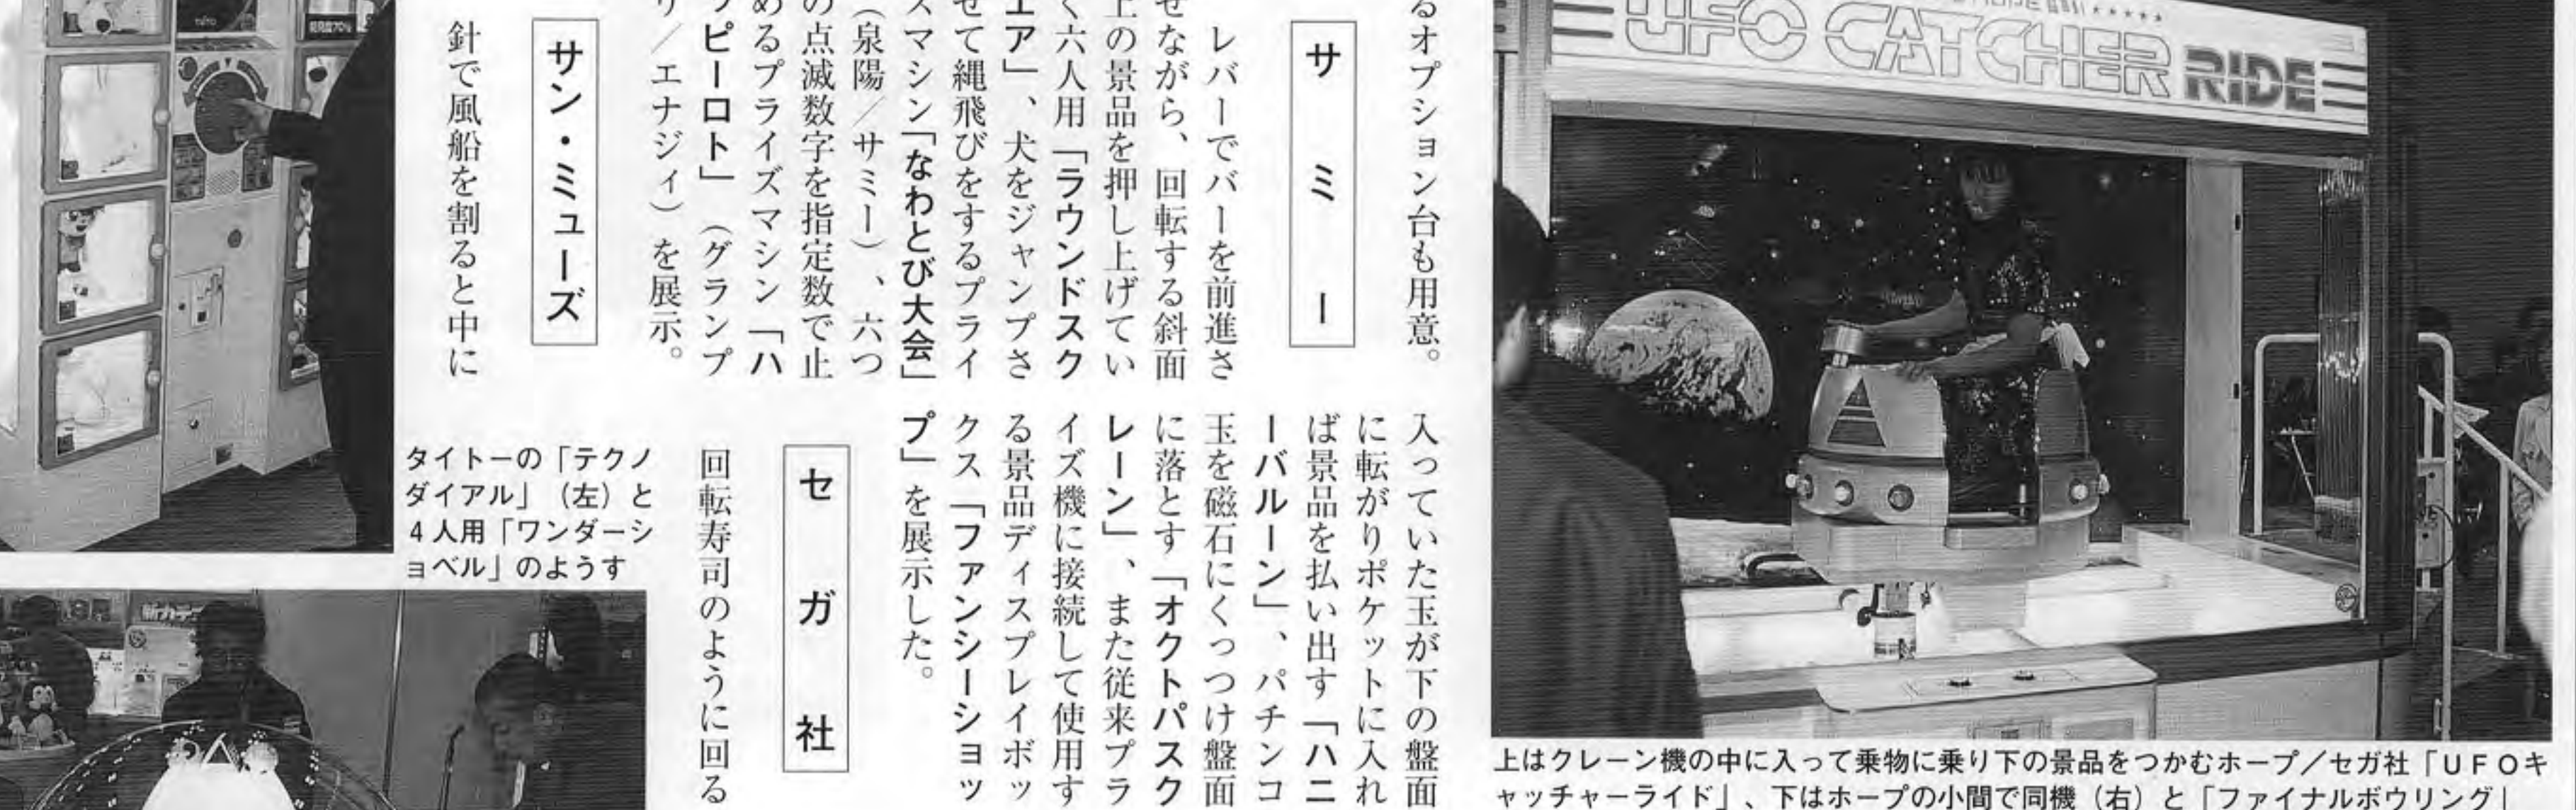 るオプション台も用意。
サミー
レバーでバーを前進さ
せながら、回転する斜面
上の景品を押し上げてい
く六人用「ラウンドスク
エア」、犬をジャンプさ
せて縄飛びをするプライ
スマシン「なわとび大会」
（泉陽／サミー）、六つ
の点滅数字を指定数で止
めるプライズマシン「ハ
ッピーロト」（グランプ
リ／エナジィ）を展示。
サン・ミューズ
針で風船を割ると中に
入っていた玉が下の盤面
に転がりポケットに入れ
ば景品を払い出す「ハニ
ーバルーン」、パチンコ
玉を磁石にくっつけ盤面
に落とす「オクトパスク
レーン」、また従来プラ
イズ機に接続して使用す
る景品ディスプレイボッ
クス「ファンシーショッ
プ」を展示した。
セガ社
回転寿司のように回る
タイトーの「テクノ
ダイアル」（左）と
4人用「ワンダーシ
ョベル」のようす
UFO CATCHER RIDE
上はクレーン機の中に入って乗物に乗り下の景品をつかむホープ／セガ社「UFOキ
ャッチャーライド」、下はホープの小間で同機（右）と「ファイナルボウリング」